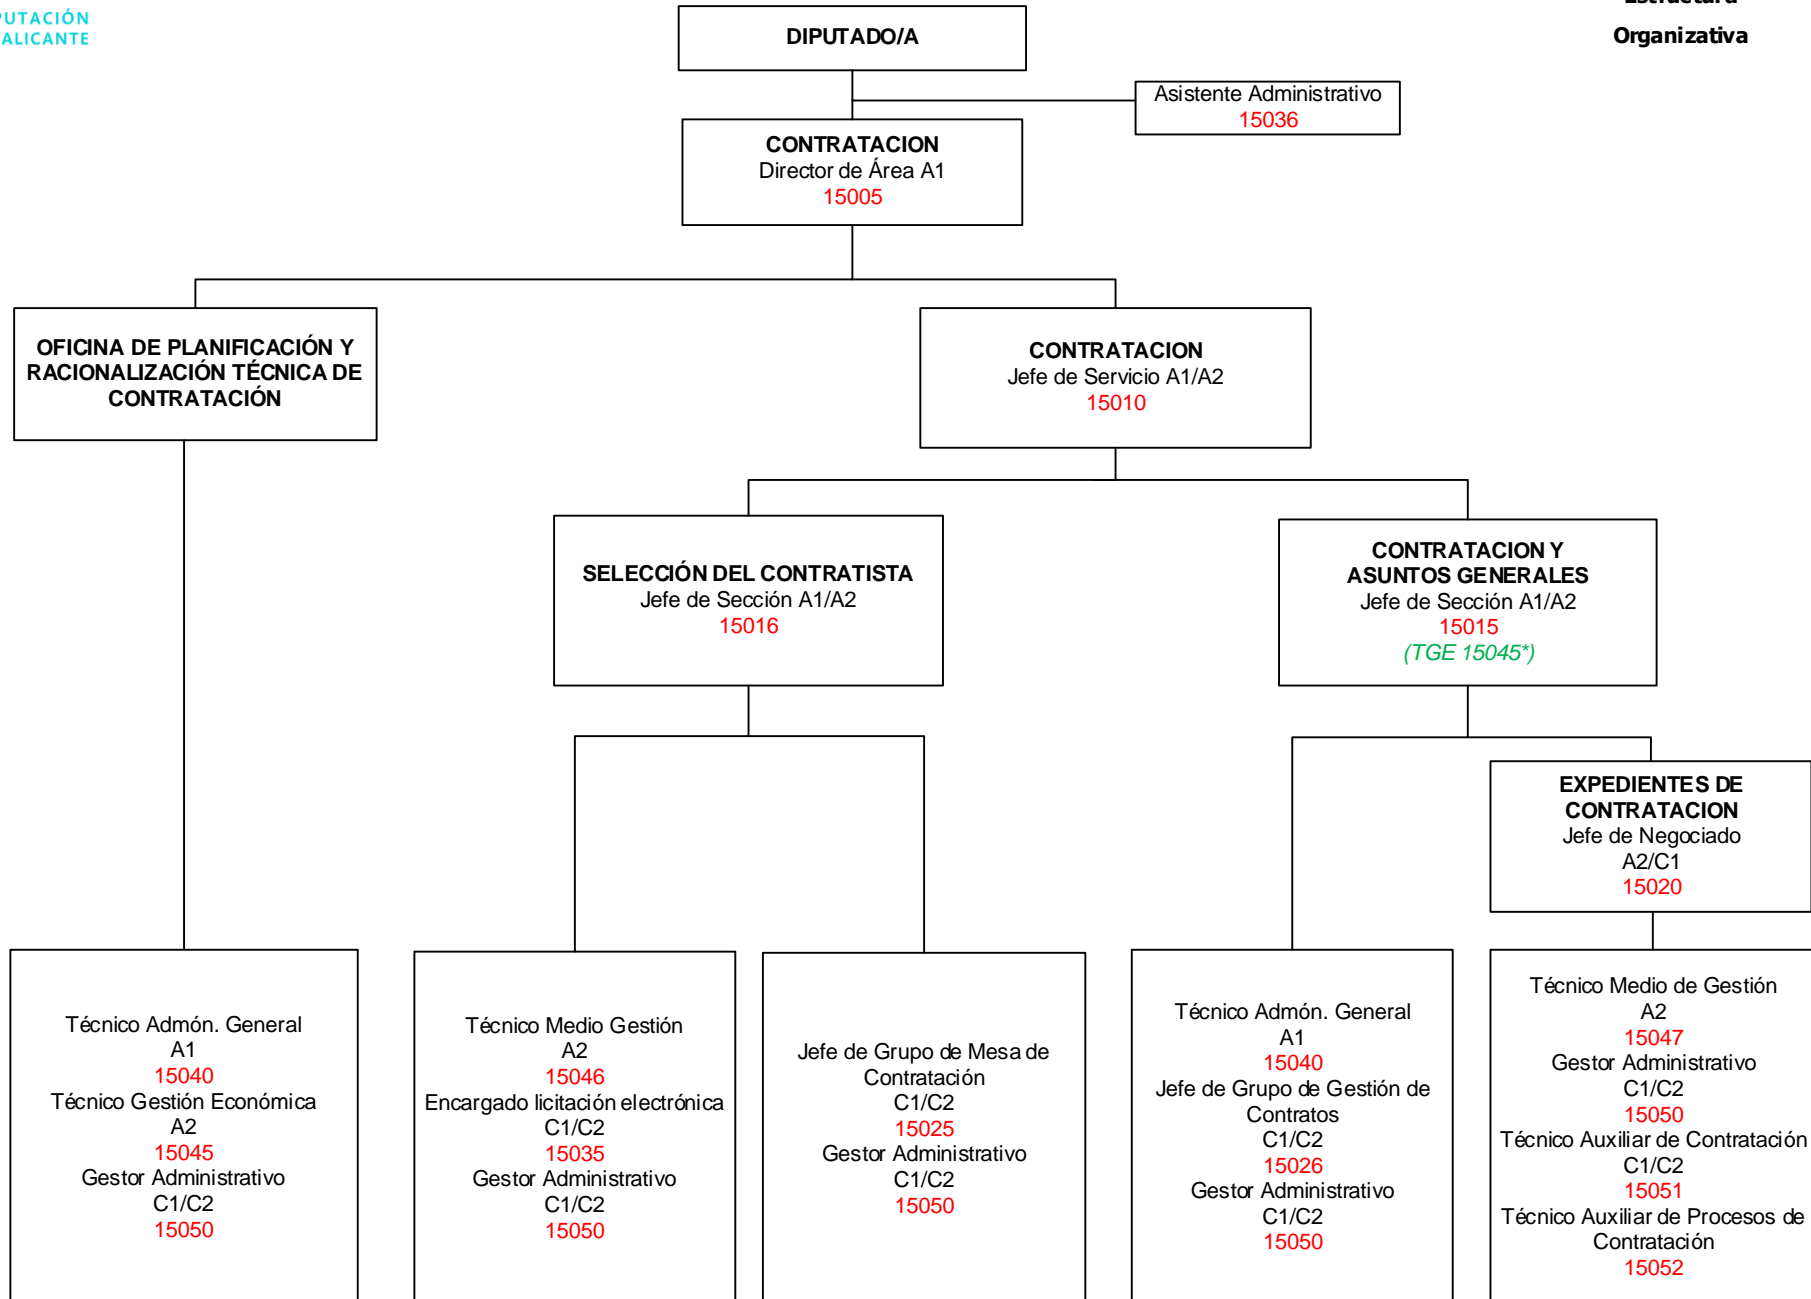 ALICANTE
Organizativa
DIPUTADO/A
Asistente Administrativo
15036
CONTRATACION
Director de Área A1
15005
OFICINA DE PLANIFICACIÓN Y
RACIONALIZACIÓN TÉCNICA DE
CONTRATACIÓN
CONTRATACION
Jefe de Servicio A1/A2
15010
SELECCIÓN DEL CONTRATISTA
Jefe de Sección A1/A2
15016
CONTRATACION Y
ASUNTOS GENERALES
Jefe de Sección A1/A2
15015
(TGE 15045*)
EXPEDIENTES DE
CONTRATACION
Jefe de Negociado
A2/C1
15020
Técnico Admón. General
A1
15040
Técnico Gestión Económica
A2
15045
Gestor Administrativo
C1/C2
15050
Técnico Medio Gestión
A2
15046
Encargado licitación electrónica
C1/C2
15035
Gestor Administrativo
C1/C2
15050
Jefe de Grupo de Mesa de
Contratación
C1/C2
15025
Gestor Administrativo
C1/C2
15050
Técnico Admón. General
A1
15040
Jefe de Grupo de Gestión de
Contratos
C1/C2
15026
Gestor Administrativo
C1/C2
15050
Técnico Medio de Gestión
A2
15047
Gestor Administrativo
C1/C2
15050
Técnico Auxiliar de Contratación
C1/C2
15051
Técnico Auxiliar de Procesos de
Contratación
15052